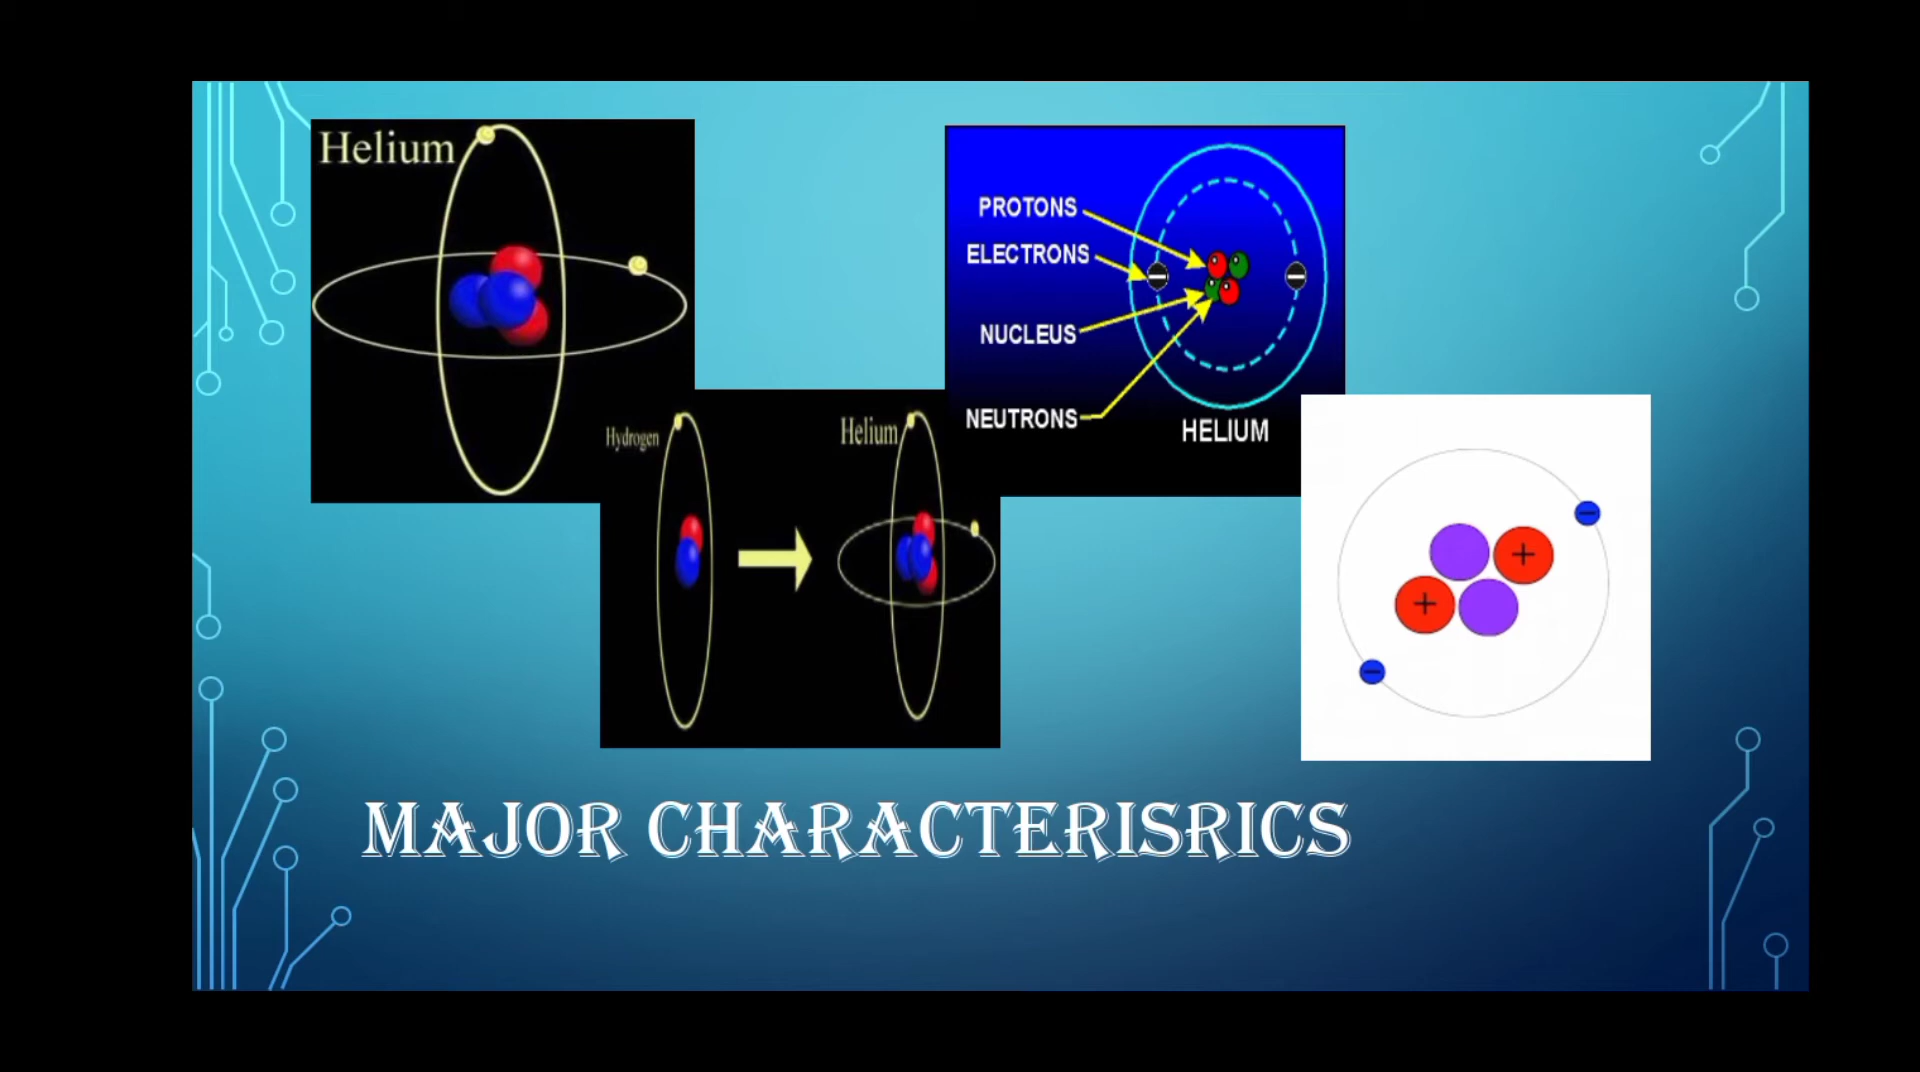 Helium
PROTONS
ELECTRONS
NUCLEUS
NEUTRONS
HELIUM
Hydrogen
Helium
+
+
MAJOR CHARACTERISRICS